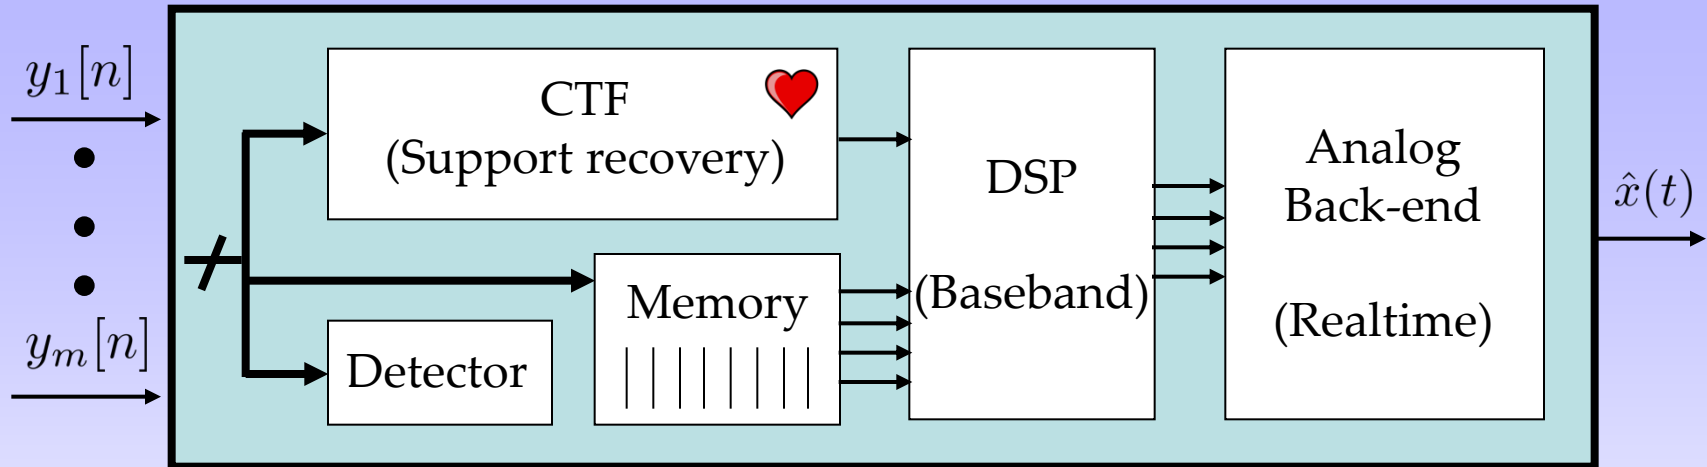 y₁[n]
yₘ[n]
CTF
(Support recovery)
Detector
Memory
DSP
(Baseband)
Analog
Back-end
(Realtime)
x̂(t)